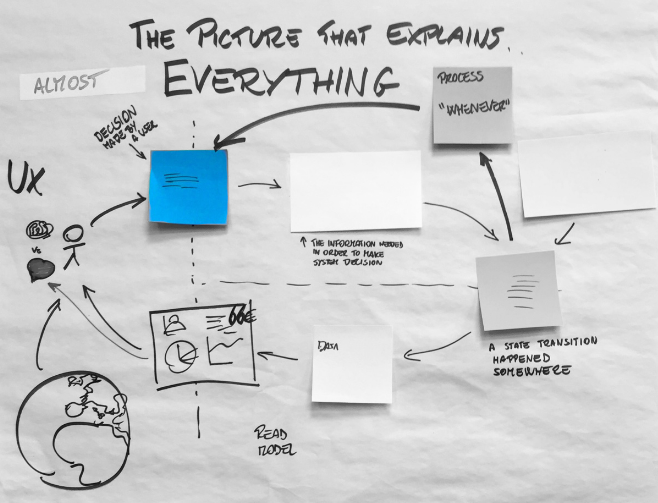 THE PICTURE THAT EXPLAINS..
ALMOST
EVERYTHING
PROCESS
"WHENEVER"
DECISION
MADE BY
A USER
UX
VS
↑ THE INFORMATION NEEDED
IN ORDER TO MAKE
SYSTEM DECISION
66€
DATA
A STATE TRANSITION
HAPPENED
SOMEWHERE
READ
MODEL